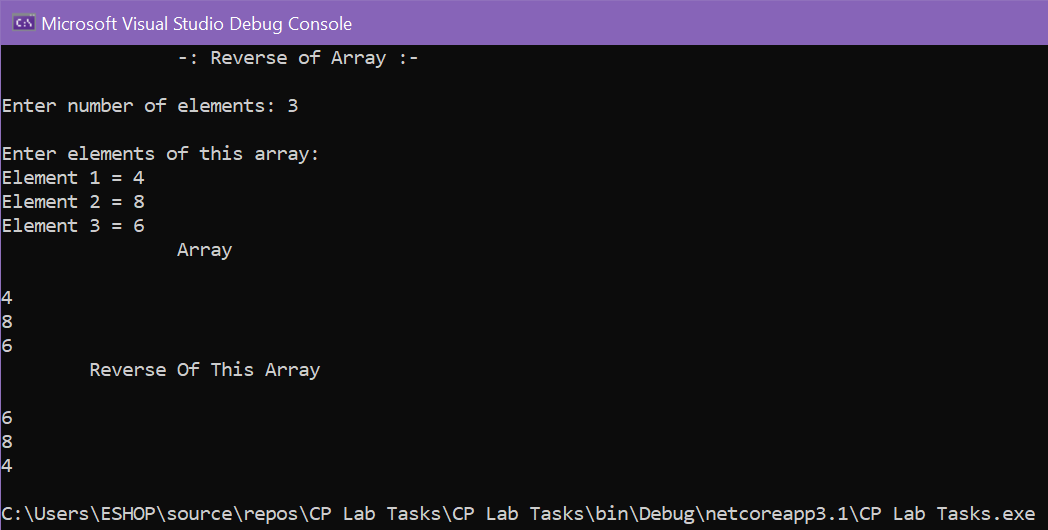 Microsoft Visual Studio Debug Console
-: Reverse of Array :-
Enter number of elements: 3
Enter elements of this array:
Element 1 = 4
Element 2 = 8
Element 3 = 6
Array
4
8
6
Reverse Of This Array
6
8
4
C:\Users\ESHOP\source\repos\CP Lab Tasks\CP Lab Tasks\bin\Debug\netcoreapp3.1\CP Lab Tasks.exe